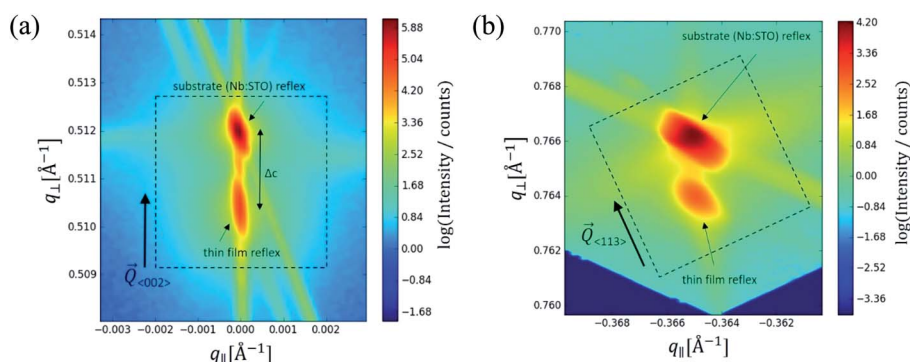 (a)
0.514
0.513
0.512
0.511
0.510
0.509
q⊥[Å⁻¹]
substrate (Nb:STO) reflex
Δc
thin film reflex
Q⃗<002>
−0.003 −0.002 −0.001 0.000 0.001 0.002
q∥[Å⁻¹]
5.88
5.04
4.20
3.36
2.52
1.68
0.84
0.00
−0.84
−1.68
log(Intensity / counts)
(b)
0.770
0.768
0.766
0.764
0.762
0.760
q⊥[Å⁻¹]
substrate (Nb:STO) reflex
thin film reflex
Q⃗<113>
−0.368 −0.366 −0.364 −0.362
q∥[Å⁻¹]
4.20
3.36
2.52
1.68
0.84
0.00
−0.84
−1.68
−2.52
−3.36
log(Intensity / counts)